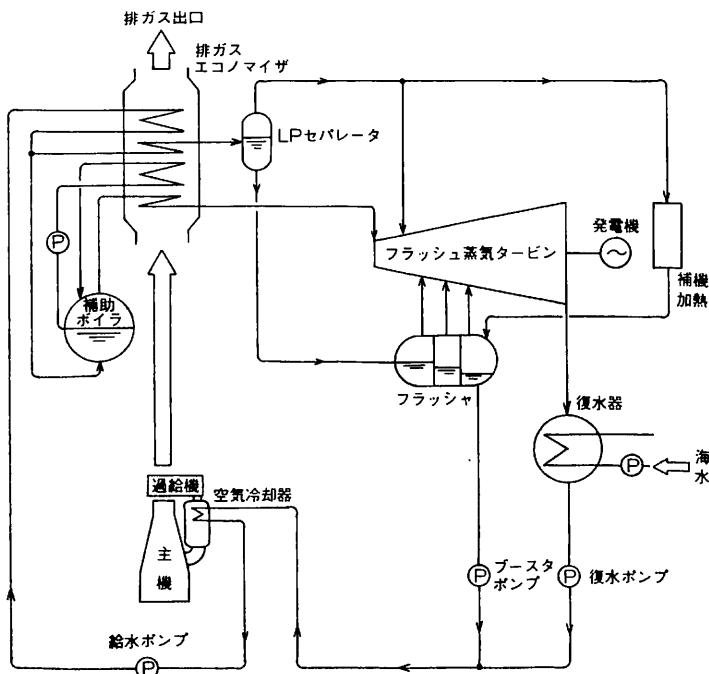 排ガス出口
排ガス
エコノマイザ
LPセパレータ
発電機
フラッシュ蒸気タービン
補機
加熱
P
補助
ボイラ
フラッシャ
復水器
P
海
水
過給機
空気冷却器
主
機
P
ブースタ
ポンプ
P
復水ポンプ
給水ポンプ
P